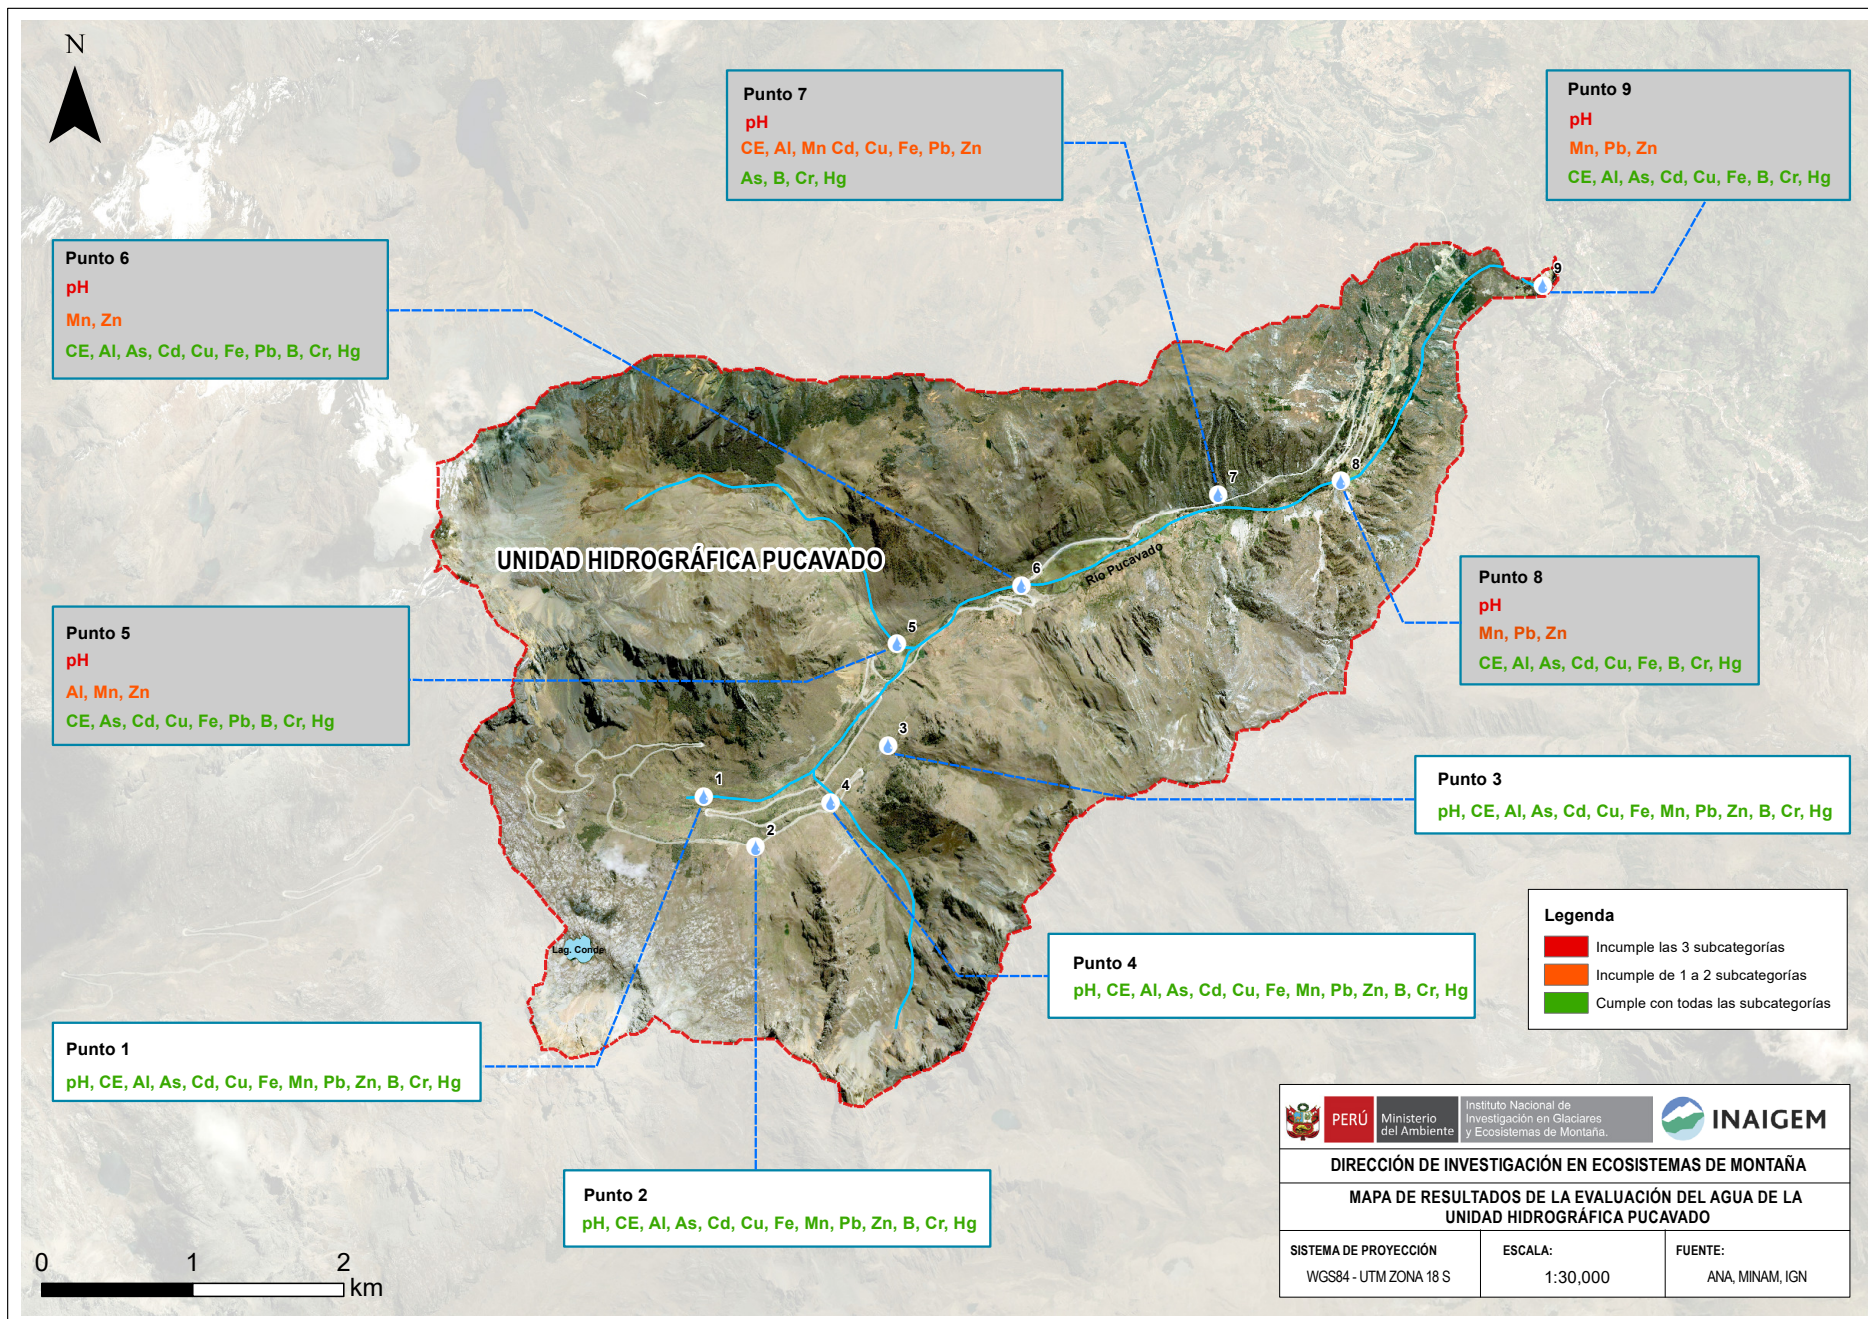 N
Punto 7
pH
CE, Al, Mn Cd, Cu, Fe, Pb, Zn
As, B, Cr, Hg
Punto 9
pH
Mn, Pb, Zn
CE, Al, As, Cd, Cu, Fe, B, Cr, Hg
Punto 6
pH
Mn, Zn
CE, Al, As, Cd, Cu, Fe, Pb, B, Cr, Hg
9
7
8
UNIDAD HIDROGRÁFICA PUCAVADO
Río Pucavado
6
5
Punto 8
pH
Mn, Pb, Zn
CE, Al, As, Cd, Cu, Fe, B, Cr, Hg
Punto 5
pH
Al, Mn, Zn
CE, As, Cd, Cu, Fe, Pb, B, Cr, Hg
3
1
4
2
Punto 3
pH, CE, Al, As, Cd, Cu, Fe, Mn, Pb, Zn, B, Cr, Hg
Lag. Conde
Legenda
Incumple las 3 subcategorías
Incumple de 1 a 2 subcategorías
Cumple con todas las subcategorías
Punto 4
pH, CE, Al, As, Cd, Cu, Fe, Mn, Pb, Zn, B, Cr, Hg
Punto 1
pH, CE, Al, As, Cd, Cu, Fe, Mn, Pb, Zn, B, Cr, Hg
Punto 2
pH, CE, Al, As, Cd, Cu, Fe, Mn, Pb, Zn, B, Cr, Hg
0 1 2
km
PERÚ
Ministerio
del Ambiente
Instituto Nacional de
Investigación en Glaciares
y Ecosistemas de Montaña.
INAIGEM
DIRECCIÓN DE INVESTIGACIÓN EN ECOSISTEMAS DE MONTAÑA
MAPA DE RESULTADOS DE LA EVALUACIÓN DEL AGUA DE LA
UNIDAD HIDROGRÁFICA PUCAVADO
SISTEMA DE PROYECCIÓN
WGS84 - UTM ZONA 18 S
ESCALA:
1:30,000
FUENTE:
ANA, MINAM, IGN